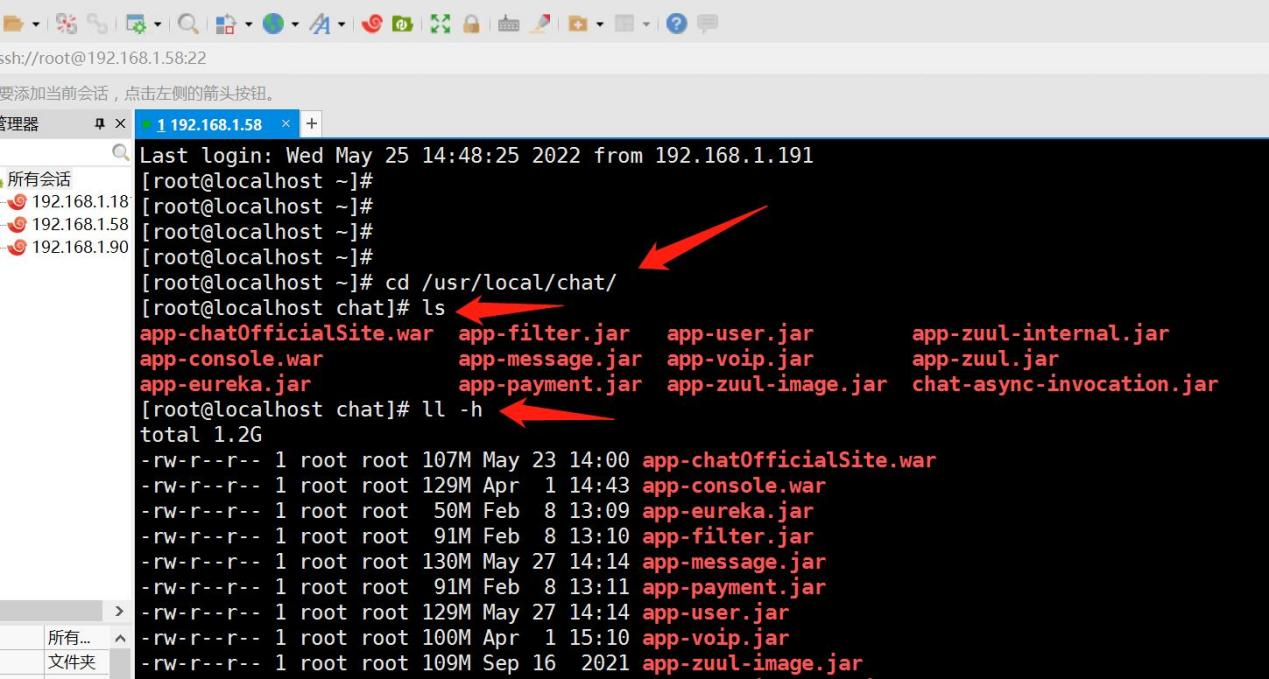 ssh://root@192.168.1.58:22
要添加当前会话，点击左侧的箭头按钮。
管理器
1 192.168.1.58
所有会话
192.168.1.18
192.168.1.58
192.168.1.90
所有...
文件夹
Last login: Wed May 25 14:48:25 2022 from 192.168.1.191
[root@localhost ~]#
[root@localhost ~]#
[root@localhost ~]#
[root@localhost ~]#
[root@localhost ~]# cd /usr/local/chat/
[root@localhost chat]# ls
app-chatOfficialSite.war app-filter.jar app-user.jar app-zuul-internal.jar
app-console.war app-message.jar app-voip.jar app-zuul.jar
app-eureka.jar app-payment.jar app-zuul-image.jar chat-async-invocation.jar
[root@localhost chat]# ll -h
total 1.2G
-rw-r--r-- 1 root root 107M May 23 14:00 app-chatOfficialSite.war
-rw-r--r-- 1 root root 129M Apr 1 14:43 app-console.war
-rw-r--r-- 1 root root 50M Feb 8 13:09 app-eureka.jar
-rw-r--r-- 1 root root 91M Feb 8 13:10 app-filter.jar
-rw-r--r-- 1 root root 130M May 27 14:14 app-message.jar
-rw-r--r-- 1 root root 91M Feb 8 13:11 app-payment.jar
-rw-r--r-- 1 root root 129M May 27 14:14 app-user.jar
-rw-r--r-- 1 root root 100M Apr 1 15:10 app-voip.jar
-rw-r--r-- 1 root root 109M Sep 16 2021 app-zuul-image.jar